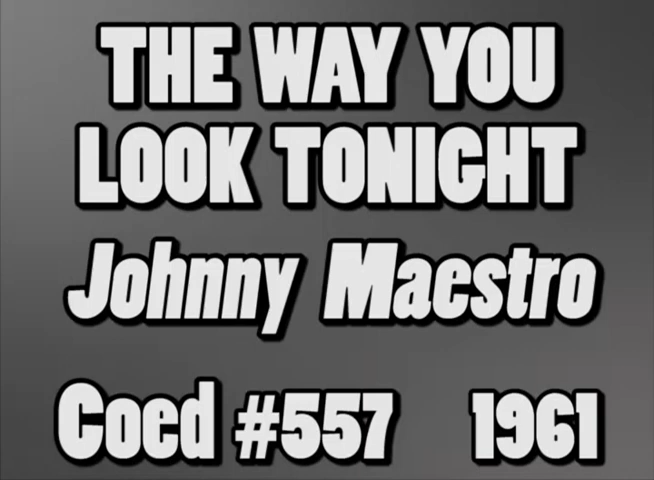 THE WAY YOU
LOOK TONIGHT
Johnny Maestro
Coed #557 1961